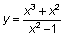 y = (x³ + x²) / (x² − 1)